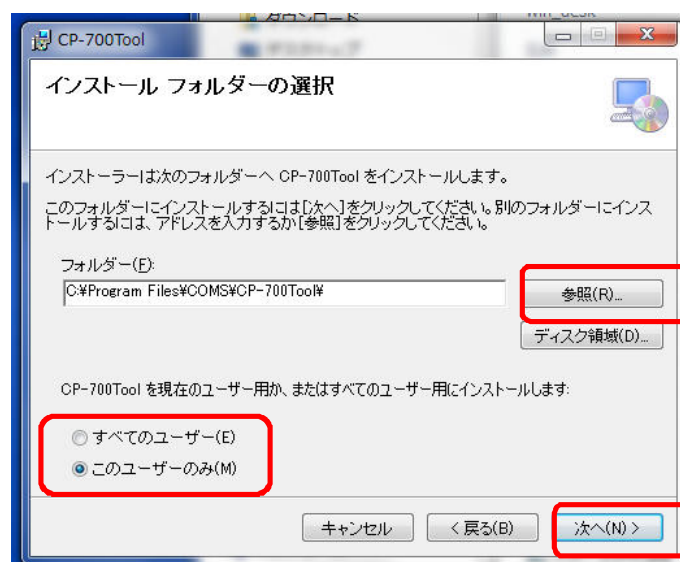 ダウンロード
CP-700Tool
インストール フォルダーの選択
インストーラーは次のフォルダーへ CP-700Tool をインストールします。
このフォルダーにインストールするには[次へ]をクリックしてください。別のフォルダーにインス
トールするには、アドレスを入力するか[参照]をクリックしてください。
フォルダー(F):
C:¥Program Files¥COMS¥CP-700Tool¥
参照(R)...
ディスク領域(D)...
CP-700Tool を現在のユーザー用か、またはすべてのユーザー用にインストールします:
すべてのユーザー(E)
このユーザーのみ(M)
キャンセル
< 戻る(B)
次へ(N) >